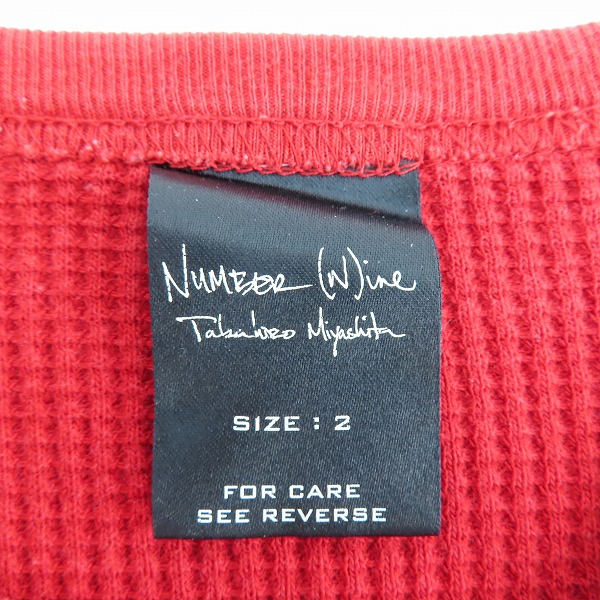 NUMBER (N)ine
Takahiro Miyashita
SIZE : 2
FOR CARE
SEE REVERSE